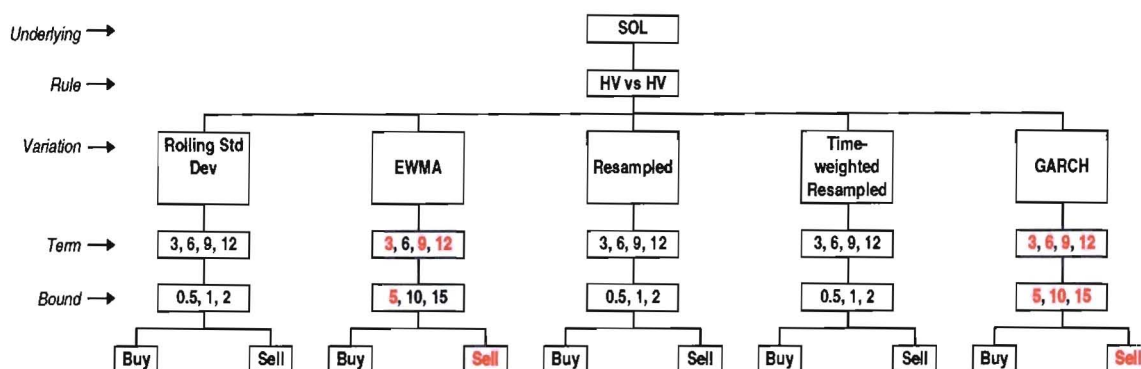 Underlying → SOL
Rule → HV vs HV
Variation → Rolling Std Dev EWMA Resampled Time-weighted Resampled GARCH
Term → 3, 6, 9, 12 3, 6, 9, 12 3, 6, 9, 12 3, 6, 9, 12 3, 6, 9, 12
Bound → 0.5, 1, 2 5, 10, 15 0.5, 1, 2 0.5, 1, 2 5, 10, 15
Buy Sell Buy Sell Buy Sell Buy Sell Buy Sell